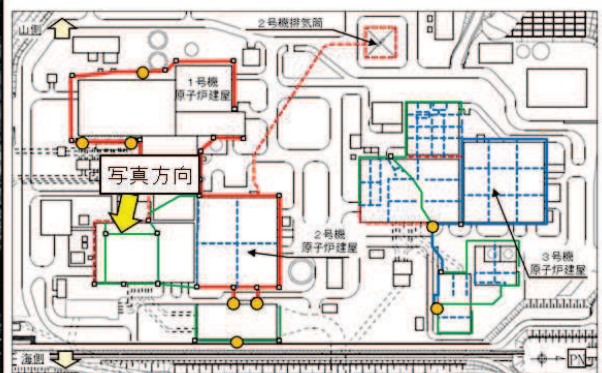 山側
2号機排気筒
1号機
原子炉建屋
写真方向
2号機
原子炉建屋
3号機
原子炉建屋
海側
PN